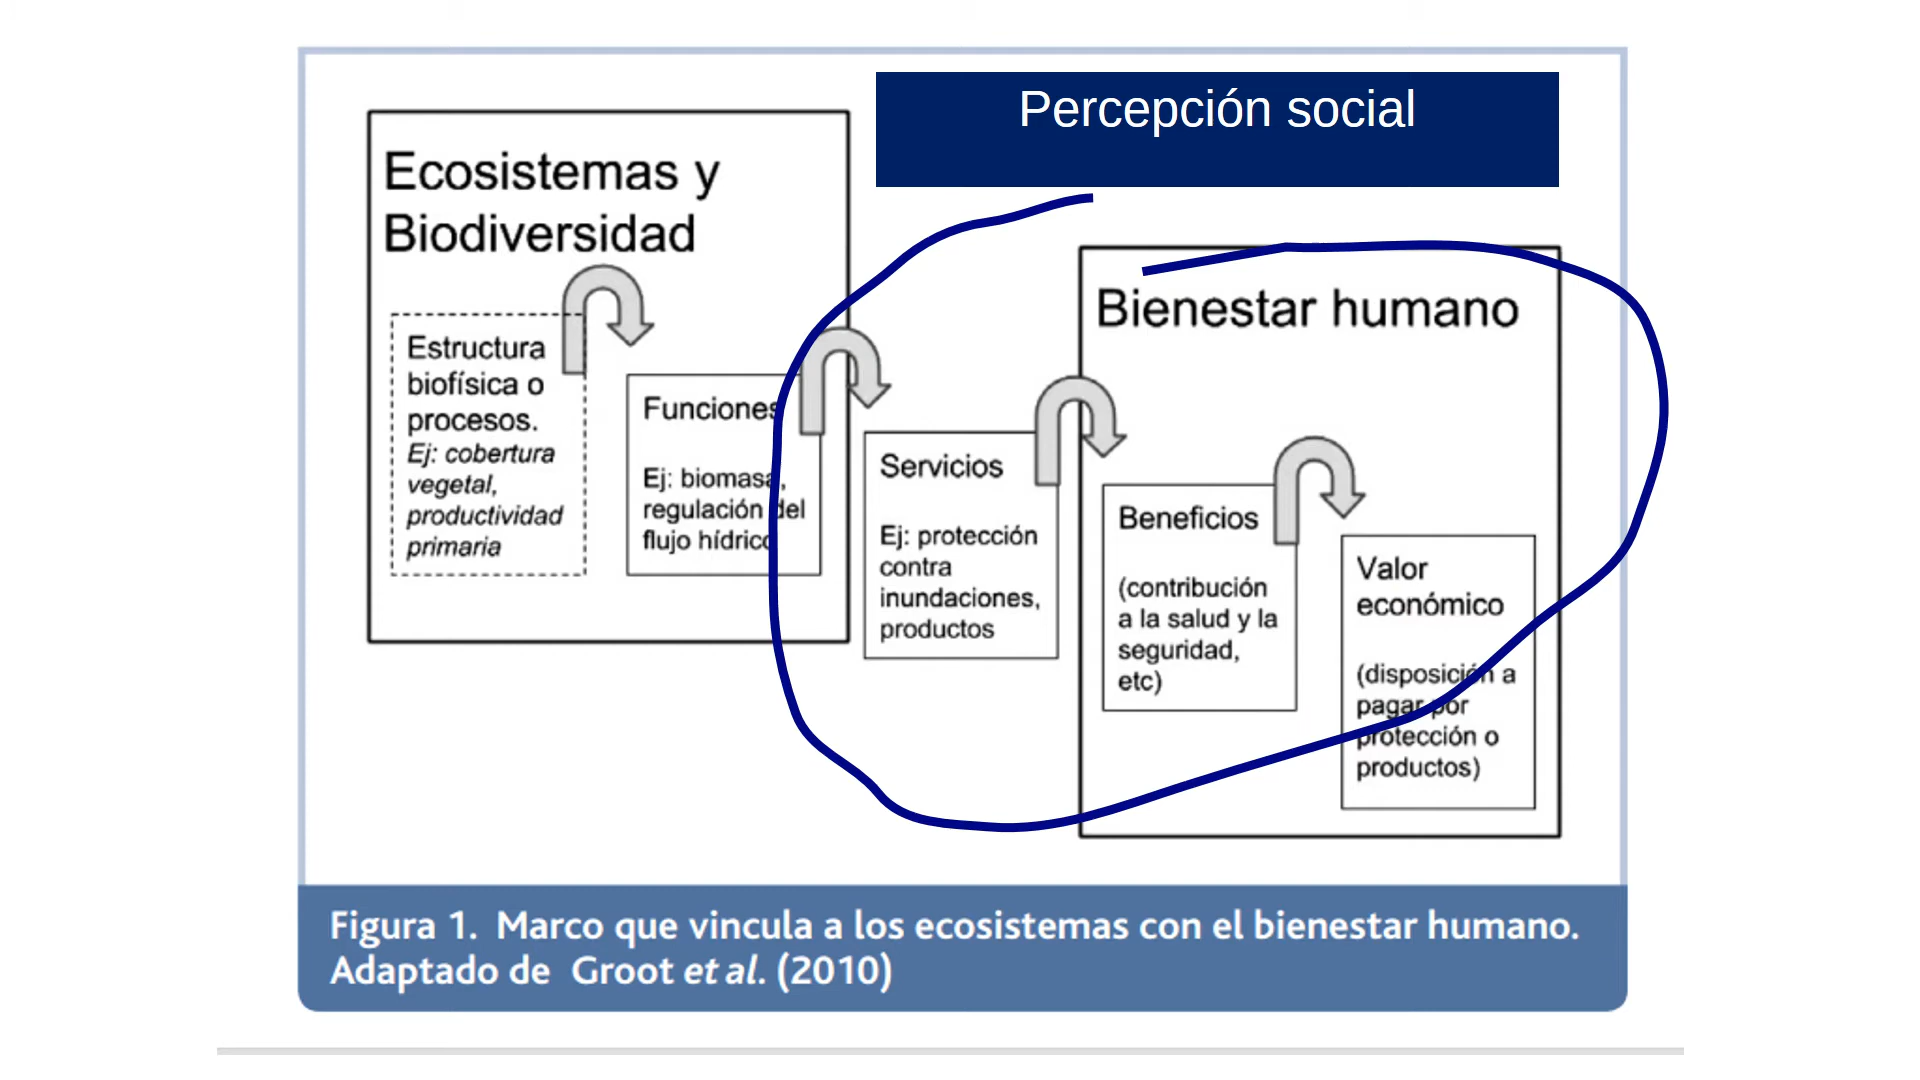 Percepción social
Ecosistemas y
Biodiversidad
Estructura
biofísica o
procesos.
Ej: cobertura
vegetal,
productividad
primaria
Funciones
Ej: biomasa,
regulación del
flujo hídrico
Servicios
Ej: protección
contra
inundaciones,
productos
Bienestar humano
Beneficios
(contribución
a la salud y la
seguridad,
etc)
Valor
económico
(disposición a
pagar por
protección o
productos)
Figura 1. Marco que vincula a los ecosistemas con el bienestar humano.
Adaptado de Groot et al. (2010)